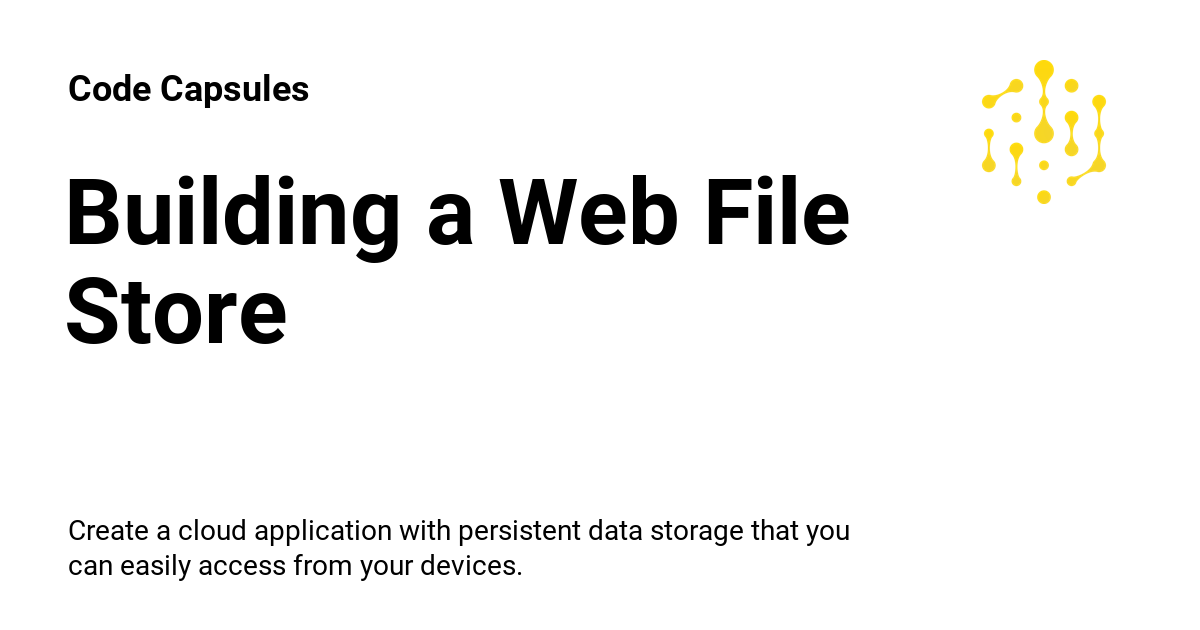 Code Capsules
Building a Web File
Store
Create a cloud application with persistent data storage that you
can easily access from your devices.